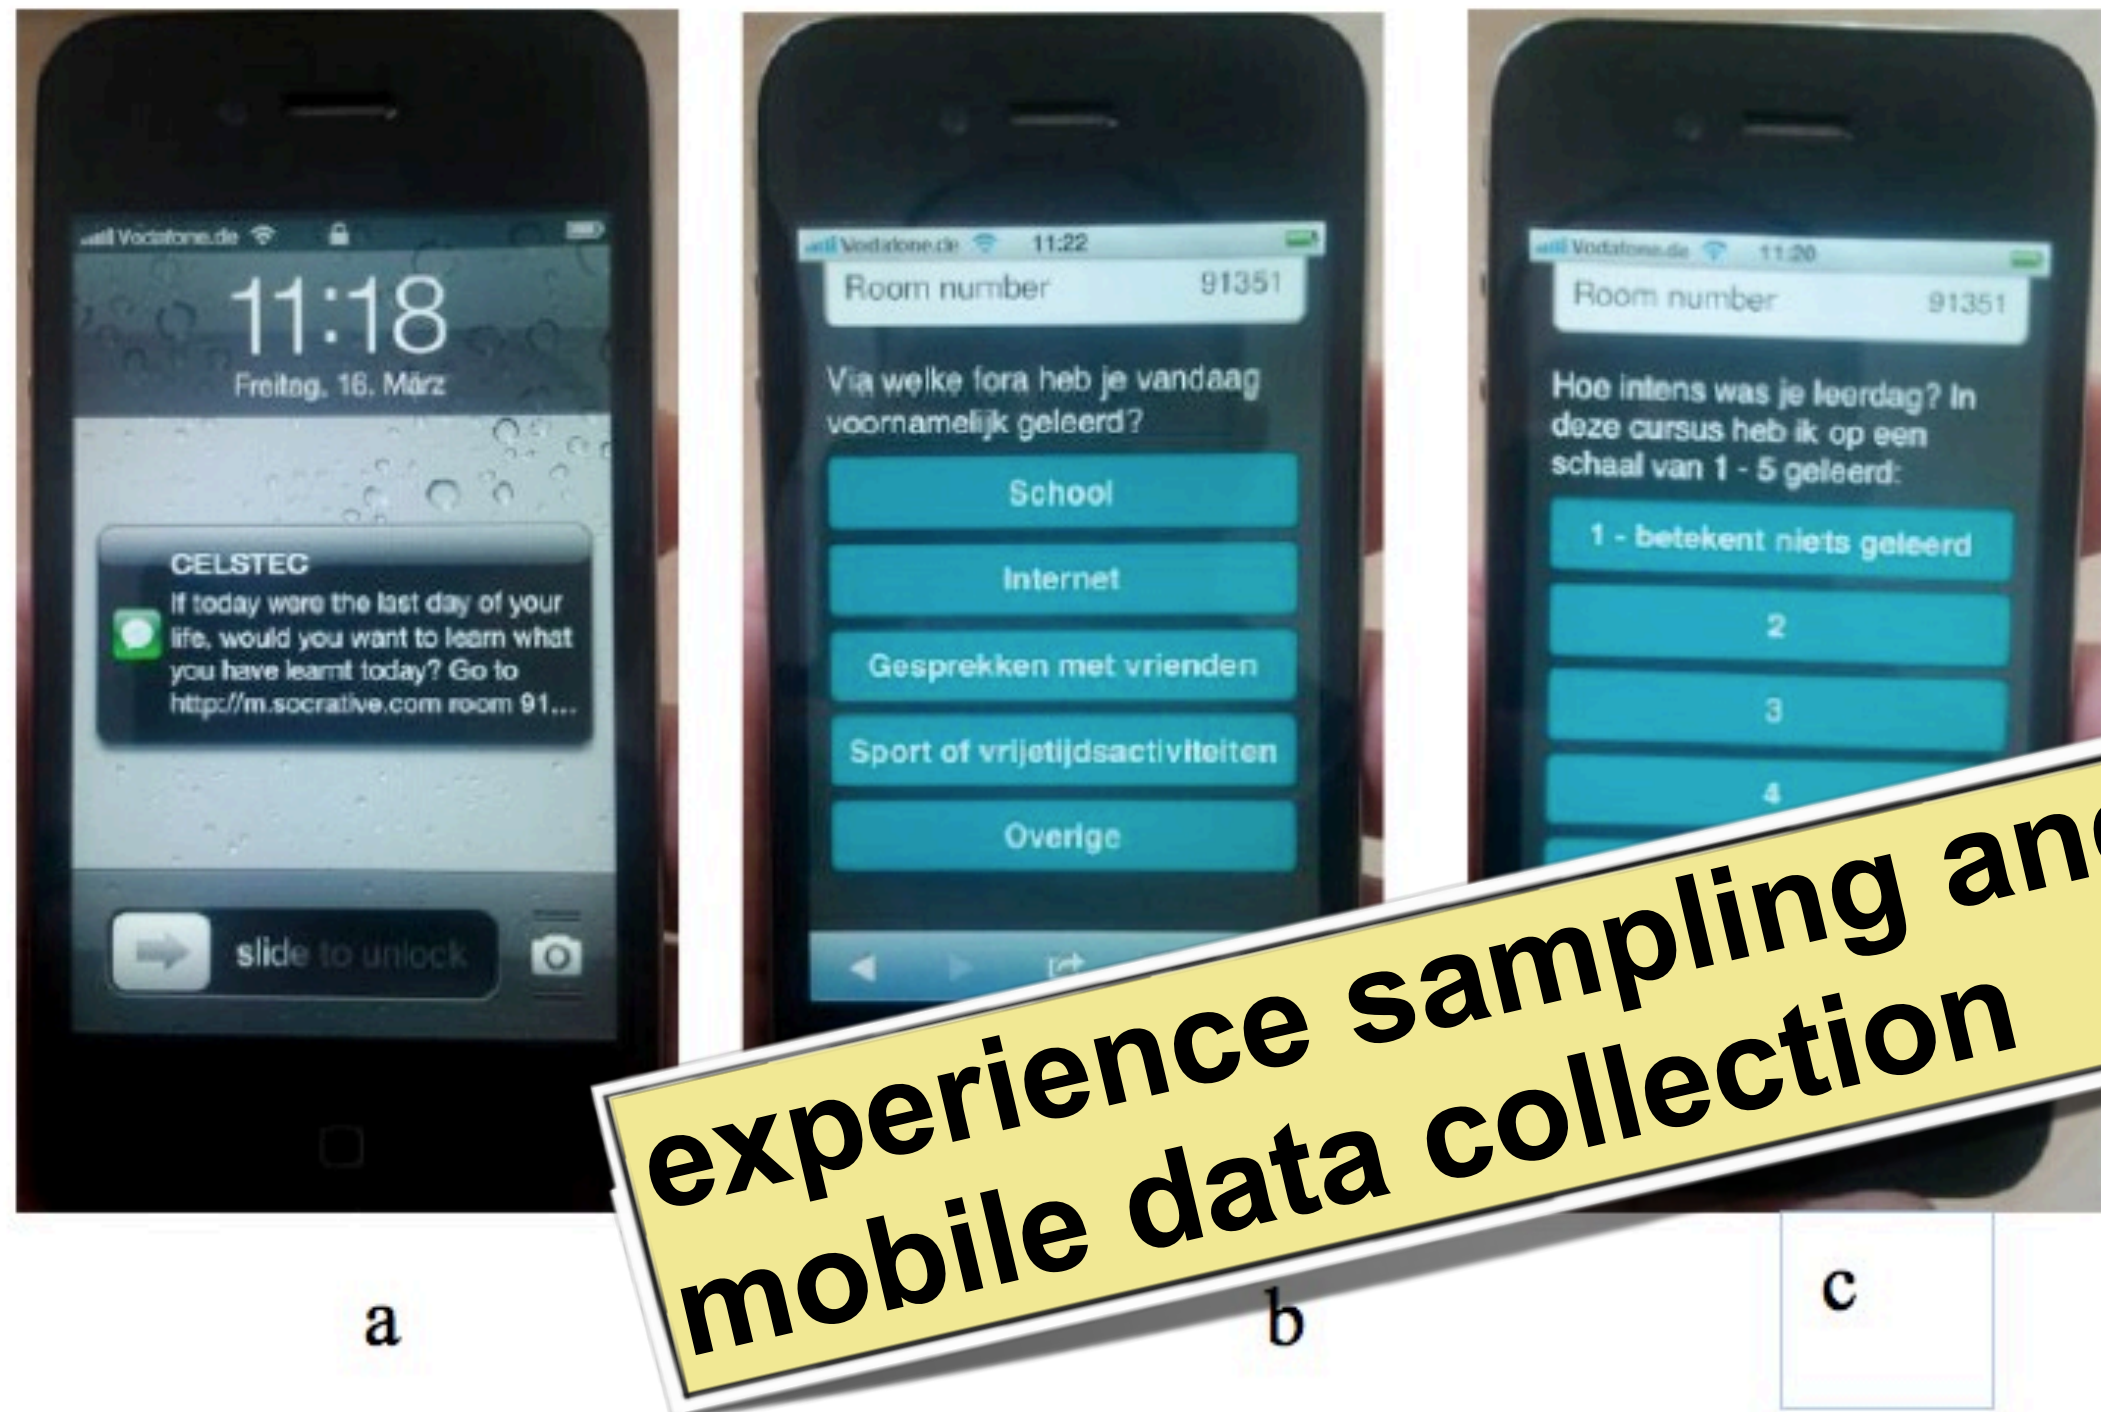 Vodafone.de
11:18
Freitag, 16. März
CELSTEC
If today were the last day of your
life, would you want to learn what
you have learnt today? Go to
http://m.socrative.com room 91...
slide to unlock
a
Vodafone.de 11:22
Room number 91351
Via welke fora heb je vandaag
voornamelijk geleerd?
School
Internet
Gesprekken met vrienden
Sport of vrijetijdsactiviteiten
Overige
b
Vodafone.de 11:20
Room number 91351
Hoe intens was je leerdag? In
deze cursus heb ik op een
schaal van 1 - 5 geleerd:
1 - betekent niets geleerd
2
3
4
c
experience sampling and
mobile data collection